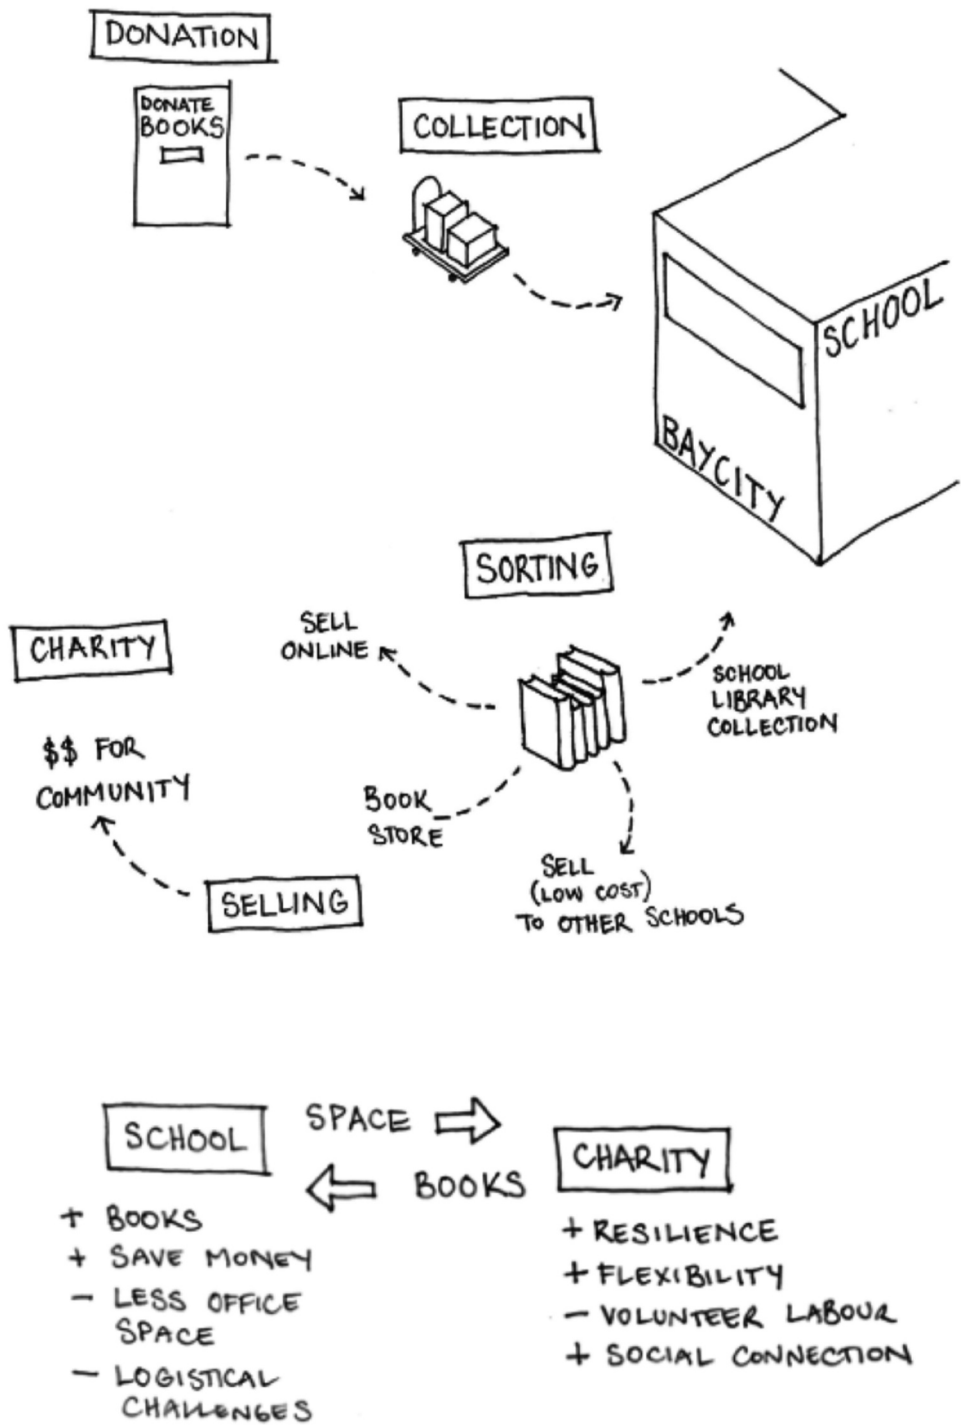 DONATION
DONATE
BOOKS
COLLECTION
SCHOOL
BAYCITY
SORTING
SELL
ONLINE
CHARITY
SCHOOL
LIBRARY
COLLECTION
$$ FOR
COMMUNITY
BOOK
STORE
SELL
(LOW COST)
TO OTHER SCHOOLS
SELLING
SCHOOL
SPACE
BOOKS
CHARITY
+ BOOKS
+ SAVE MONEY
- LESS OFFICE
SPACE
- LOGISTICAL
CHALLENGES
+ RESILIENCE
+ FLEXIBILITY
- VOLUNTEER LABOUR
+ SOCIAL CONNECTION